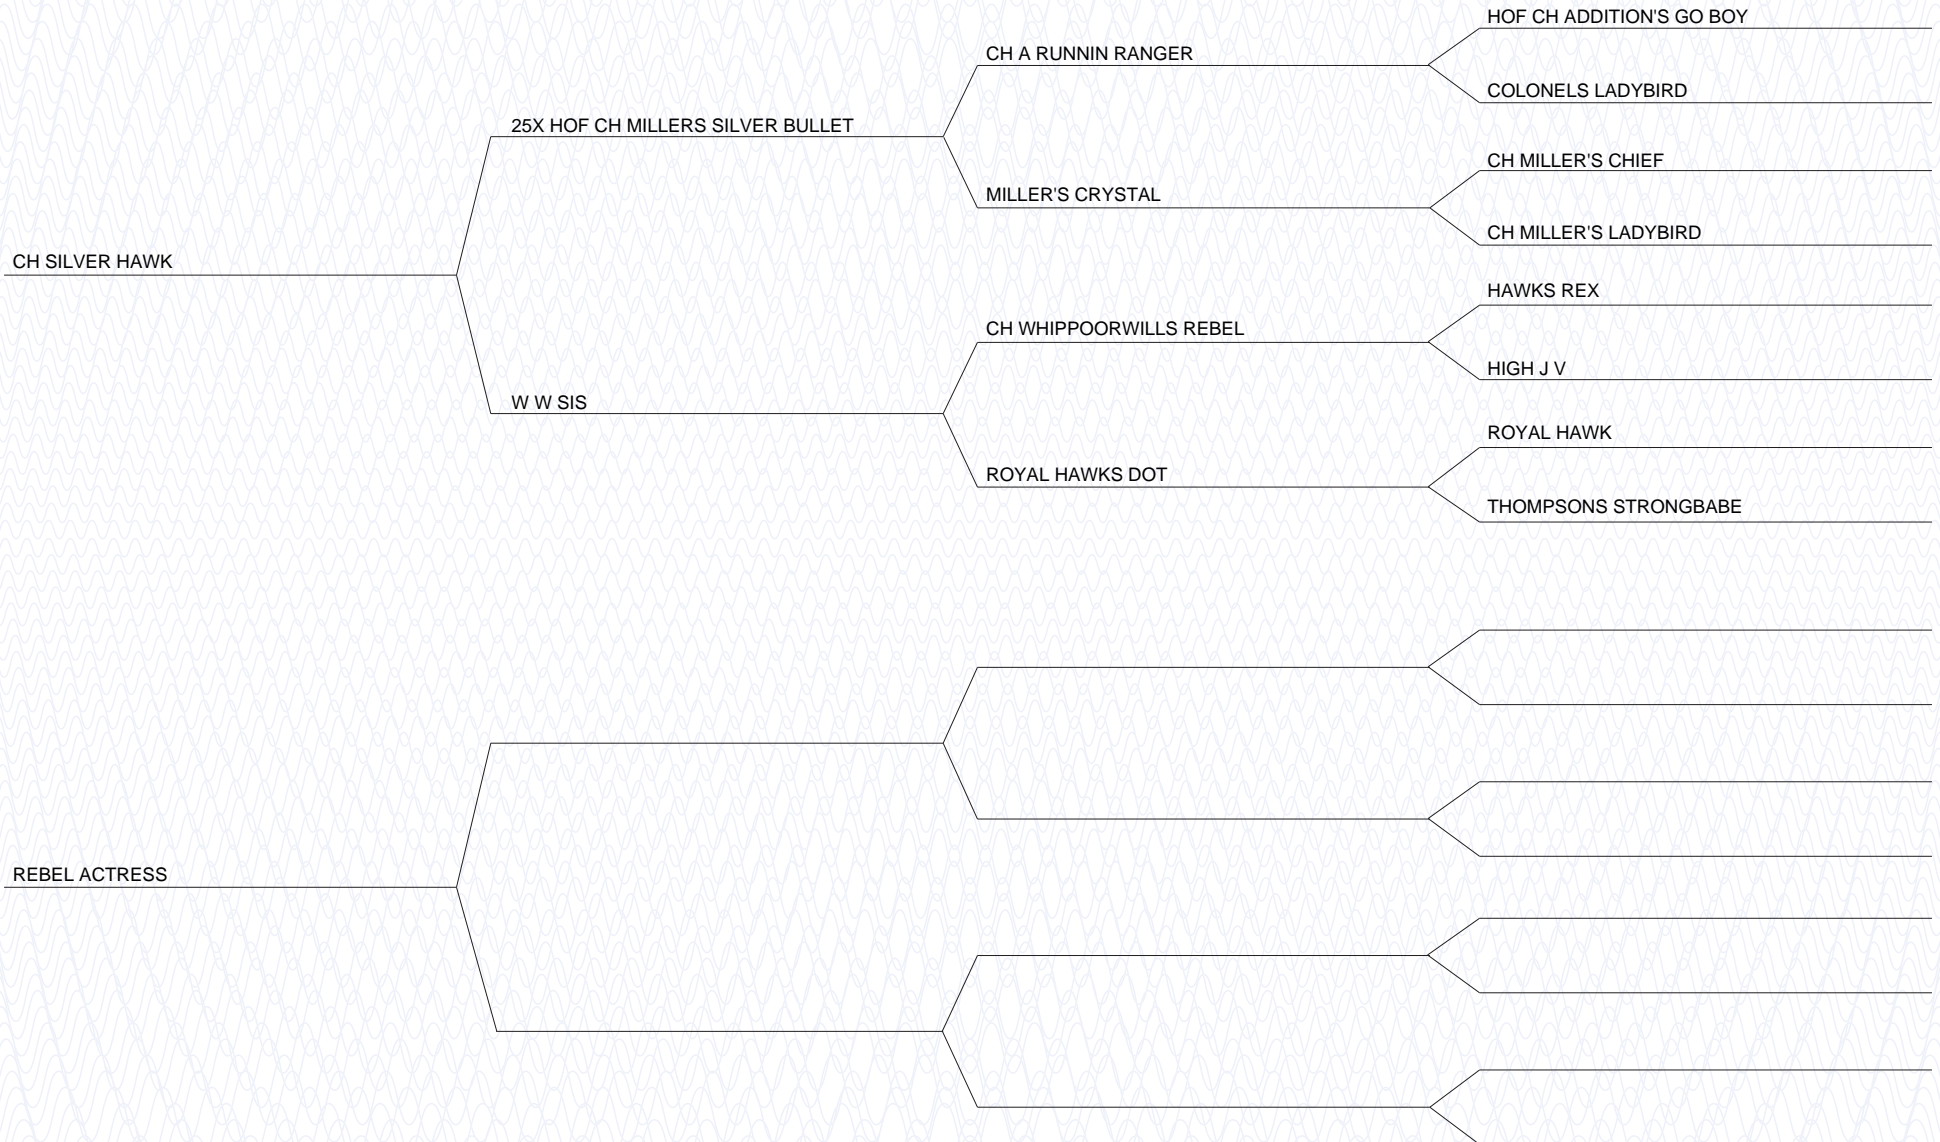 HOF CH ADDITION'S GO BOY
CH A RUNNIN RANGER
COLONELS LADYBIRD
25X HOF CH MILLERS SILVER BULLET
CH MILLER'S CHIEF
MILLER'S CRYSTAL
CH MILLER'S LADYBIRD
CH SILVER HAWK
HAWKS REX
CH WHIPPOORWILLS REBEL
HIGH J V
W W SIS
ROYAL HAWK
ROYAL HAWKS DOT
THOMPSONS STRONGBABE
REBEL ACTRESS